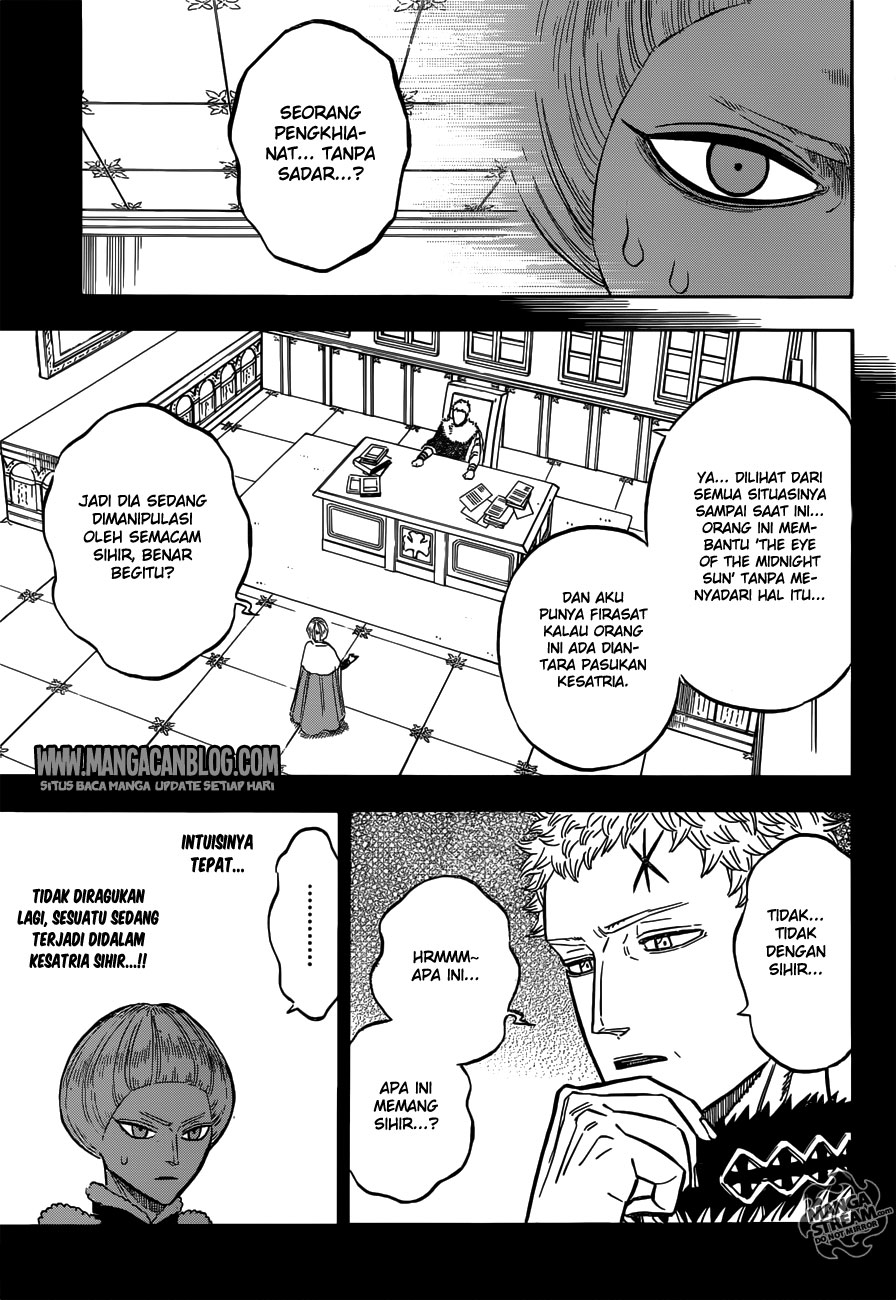 SEORANG
PENGKHIA-
NAT... TANPA
SADAR...?
YA... DILIHAT DARI
SEMUA SITUASINYA
SAMPAI SAAT INI...
ORANG INI MEM-
BANTU 'THE EYE
OF THE MIDNIGHT
SUN' TANPA ME-
NYADARI HAL ITU...
DAN AKU
PUNYA FIRASAT
KALAU ORANG
INI ADA DIAN-
TARA PASUKAN
KESATRIA.
JADI DIA SEDANG
DIMANIPULASI
OLEH SEMACAM
SIHIR, BENAR
BEGITU?
WWW.MANGACANBLOG.COM
SITUS BACA MANGA UPDATE SETIAP HARI
TIDAK...
TIDAK
DENGAN
SIHIR...
HRMMM~
APA INI...
APA INI
MEMANG
SIHIR...?
.........
INTUISINYA
TEPAT...
TIDAK DIRAGUKAN
LAGI, SESUATU SEDANG
TERJADI DIDALAM
KESATRIA SIHIR...!!
MANGA
STREAM.com
DO NOT MIRROR